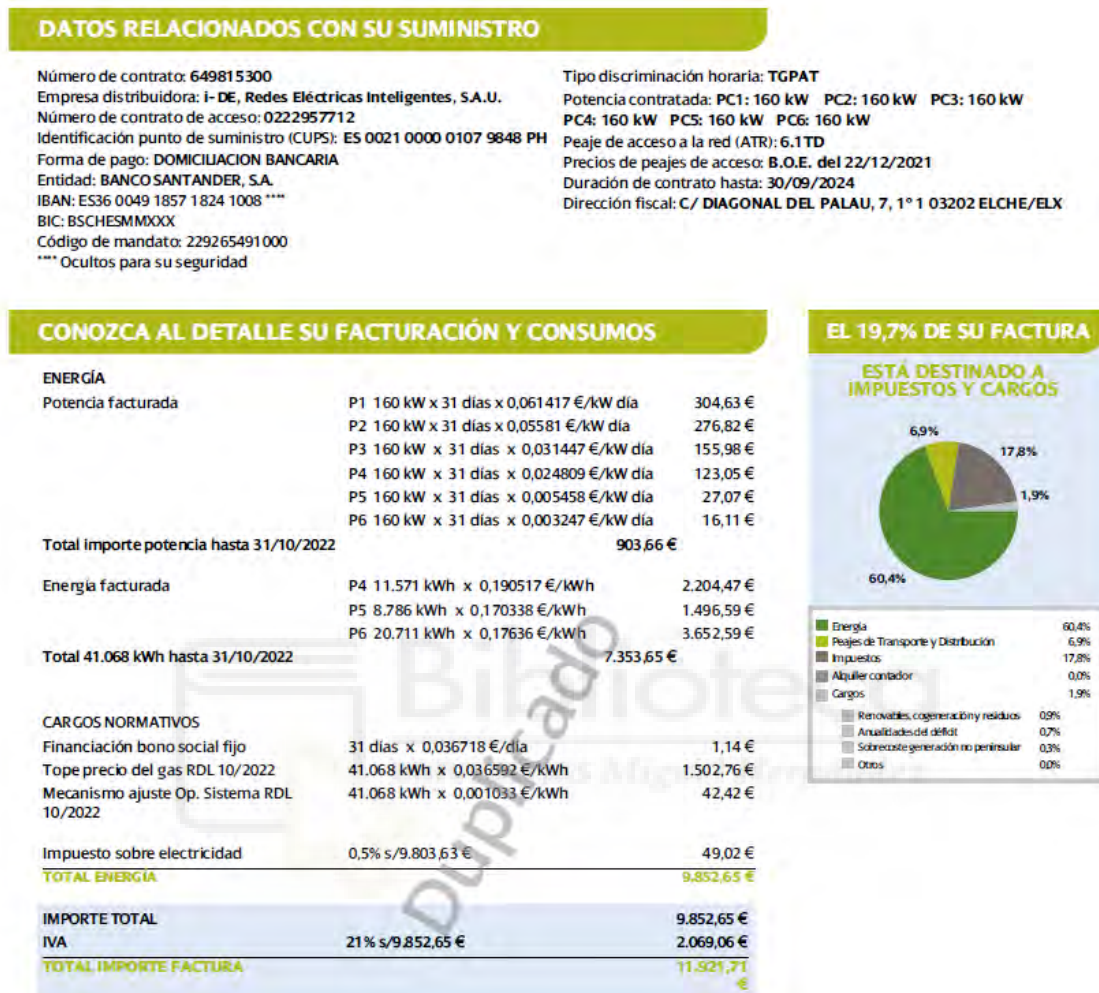 DATOS RELACIONADOS CON SU SUMINISTRO
Número de contrato: 649815300
Empresa distribuidora: i-DE, Redes Eléctricas Inteligentes, S.A.U.
Número de contrato de acceso: 0222957712
Identificación punto de suministro (CUPS): ES 0021 0000 0107 9848 PH
Forma de pago: DOMICILIACION BANCARIA
Entidad: BANCO SANTANDER, S.A.
IBAN: ES36 0049 1857 1824 1008 ****
BIC: BSCHESMMXXX
Código de mandato: 229265491000
**** Ocultos para su seguridad
Tipo discriminación horaria: TGPAT
Potencia contratada: PC1: 160 kW PC2: 160 kW PC3: 160 kW
PC4: 160 kW PC5: 160 kW PC6: 160 kW
Peaje de acceso a la red (ATR): 6.1TD
Precios de peajes de acceso: B.O.E. del 22/12/2021
Duración de contrato hasta: 30/09/2024
Dirección fiscal: C/ DIAGONAL DEL PALAU, 7, 1º 1 03202 ELCHE/ELX
CONOZCA AL DETALLE SU FACTURACIÓN Y CONSUMOS
ENERGÍA
Potencia facturada P1 160 kW x 31 días x 0,061417 €/kW día 304,63 €
P2 160 kW x 31 días x 0,05581 €/kW día 276,82 €
P3 160 kW x 31 días x 0,031447 €/kW día 155,98 €
P4 160 kW x 31 días x 0,024809 €/kW día 123,05 €
P5 160 kW x 31 días x 0,005458 €/kW día 27,07 €
P6 160 kW x 31 días x 0,003247 €/kW día 16,11 €
Total importe potencia hasta 31/10/2022 903,66 €
Energía facturada P4 11.571 kWh x 0,190517 €/kWh 2.204,47 €
P5 8.786 kWh x 0,170338 €/kWh 1.496,59 €
P6 20.711 kWh x 0,17636 €/kWh 3.652,59 €
Total 41.068 kWh hasta 31/10/2022 7.353,65 €
CARGOS NORMATIVOS
Financiación bono social fijo 31 días x 0,036718 €/día 1,14 €
Tope precio del gas RDL 10/2022 41.068 kWh x 0,036592 €/kWh 1.502,76 €
Mecanismo ajuste Op. Sistema RDL 41.068 kWh x 0,001033 €/kWh 42,42 €
10/2022
Impuesto sobre electricidad 0,5% s/9.803,63 € 49,02 €
TOTAL ENERGÍA 9.852,65 €
IMPORTE TOTAL 9.852,65 €
IVA 21% s/9.852,65 € 2.069,06 €
TOTAL IMPORTE FACTURA 11.921,71
€
Duplicado
Biblioteca
EL 19,7% DE SU FACTURA
ESTÁ DESTINADO A
IMPUESTOS Y CARGOS
6,9%
17,8%
1,9%
60,4%
Energía 60,4%
Peajes de Transporte y Distribución 6,9%
Impuestos 17,8%
Alquiler contador 0,0%
Cargos 1,9%
Renovables, cogeneración y residuos 0,9%
Anualidades del déficit 0,7%
Sobrecoste generación no peninsular 0,3%
Otros 0,0%